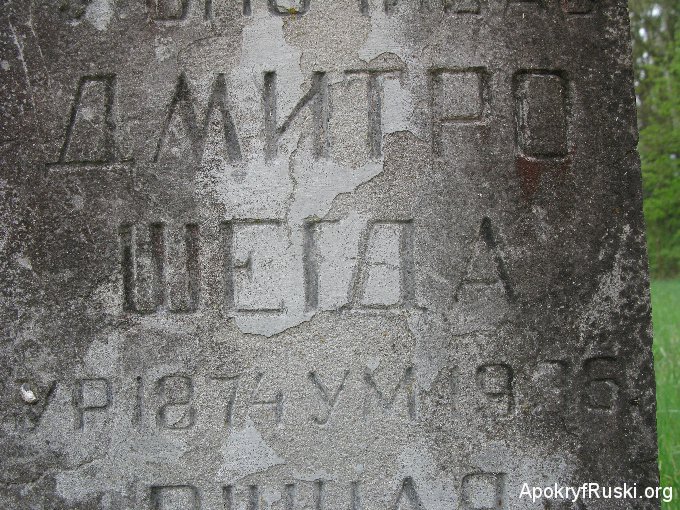 ДМИТРО
ШЕГДА
УР 1874 УМ 1936
ApokryfRuski.org